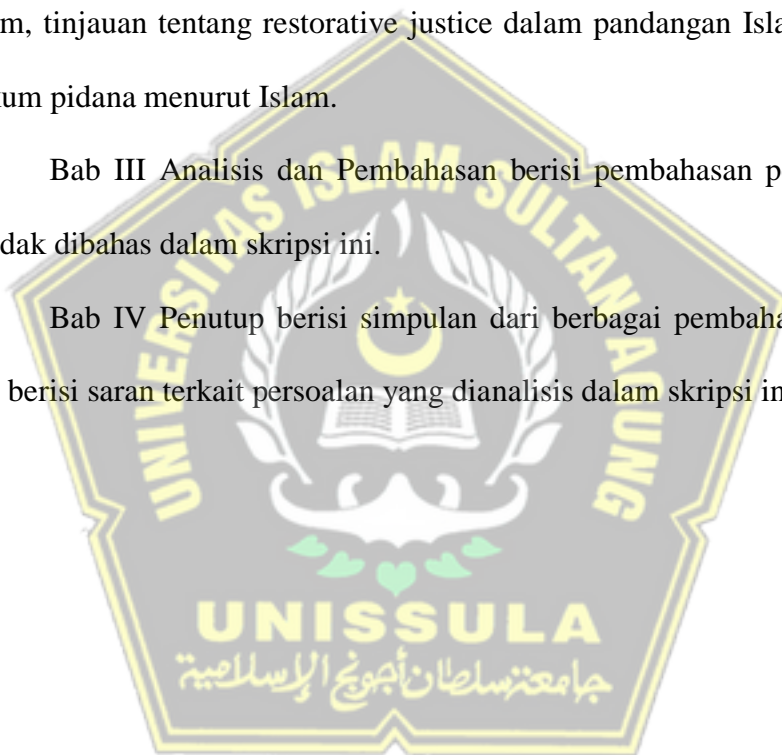 m, tinjauan tentang restorative justice dalam pandangan Isla
um pidana menurut Islam.
Bab III Analisis dan Pembahasan berisi pembahasan p
dak dibahas dalam skripsi ini.
Bab IV Penutup berisi simpulan dari berbagai pembaha
berisi saran terkait persoalan yang dianalisis dalam skripsi in
UNIVERSITAS ISLAM SULTAN AGUNG
UNISSULA
جامعة سلطان أجونج الإسلامية